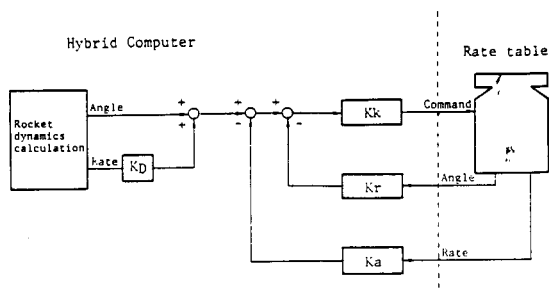 Hybrid Computer
Rate table
Angle
Command
Rocket
dynamics
calculation
Rate
KD
Kk
Kr
Angle
Ka
Rate
+
+
+
-
+
-